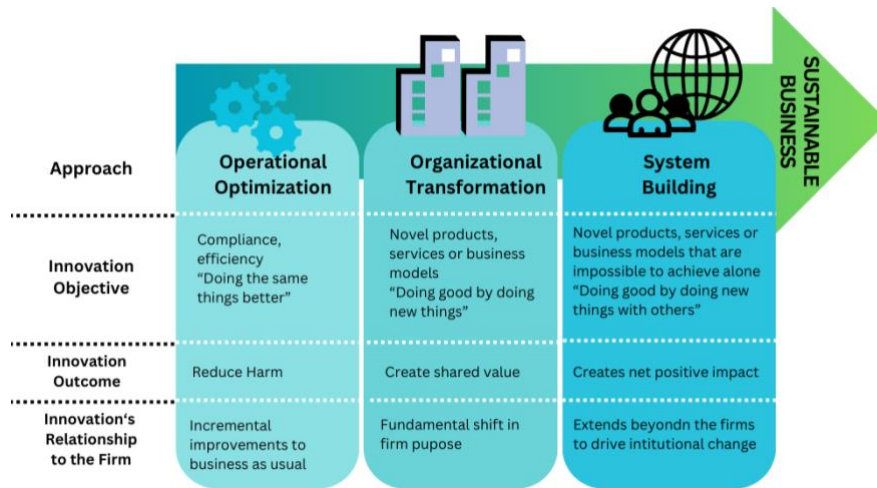 SUSTAINABLE
BUSINESS
Approach
Operational
Optimization
Organizational
Transformation
System
Building
Innovation
Objective
Compliance,
efficiency
“Doing the same
things better”
Novel products,
services or business
models
“Doing good by doing
new things”
Novel products, services or
business models that are
impossible to achieve alone
“Doing good by doing new
things with others”
Innovation
Outcome
Reduce Harm
Create shared value
Creates net positive impact
Innovation‘s
Relationship
to the Firm
Incremental
improvements to
business as usual
Fundamental shift in
firm pupose
Extends beyondn the firms
to drive intitutional change